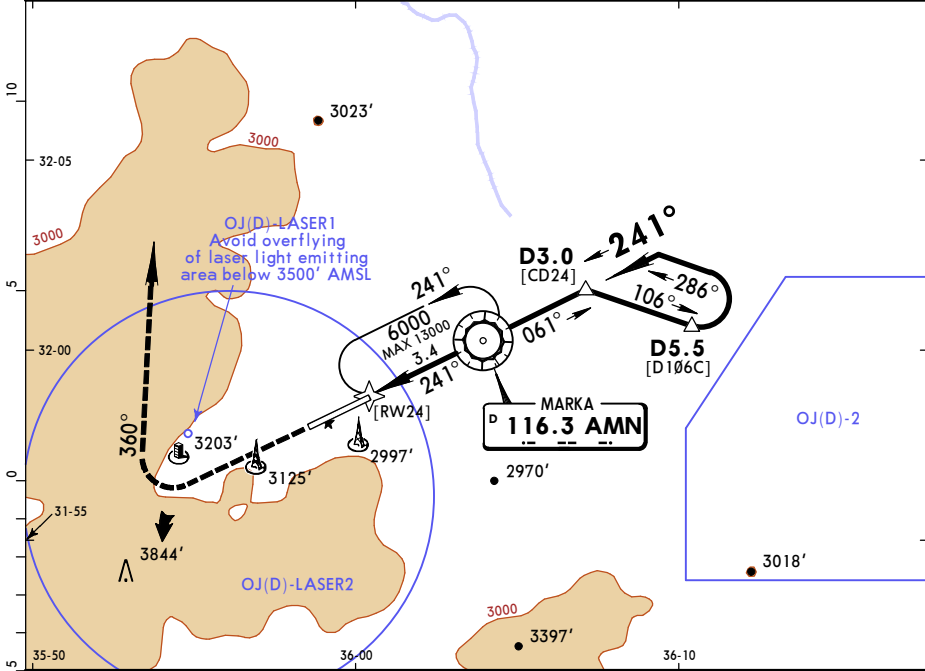 10
3023'
3000
32-05
OJ(D)-LASER1
Avoid overflying
of laser light emitting
area below 3500' AMSL
3000
241°
D3.0
[CD24]
286°
241°
106°
5
6000
MAX 13000
061°
3.4
32-00
241°
D5.5
[D106C]
[RW24]
MARKA
D 116.3 AMN
OJ(D)-2
360°
3203'
2997'
3125'
2970'
0
31-55
3844'
3018'
OJ(D)-LASER2
3000
3397'
5
35-50
36-00
36-10